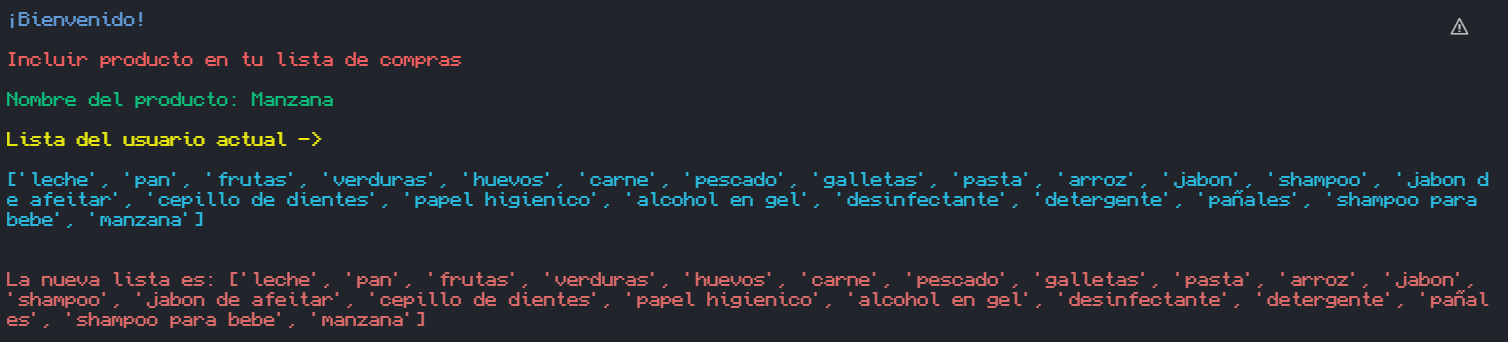 ¡Bienvenido!
Incluir producto en tu lista de compras
Nombre del producto: Manzana
Lista del usuario actual ->
['leche', 'pan', 'frutas', 'verduras', 'huevos', 'carne', 'pescado', 'galletas', 'pasta', 'arroz', 'jabon', 'shampoo', 'jabon d
e afeitar', 'cepillo de dientes', 'papel higienico', 'alcohol en gel', 'desinfectante', 'detergente', 'pañales', 'shampoo para
bebe', 'manzana']
La nueva lista es: ['leche', 'pan', 'frutas', 'verduras', 'huevos', 'carne', 'pescado', 'galletas', 'pasta', 'arroz', 'jabon',
'shampoo', 'jabon de afeitar', 'cepillo de dientes', 'papel higienico', 'alcohol en gel', 'desinfectante', 'detergente', 'pañal
es', 'shampoo para bebe', 'manzana']